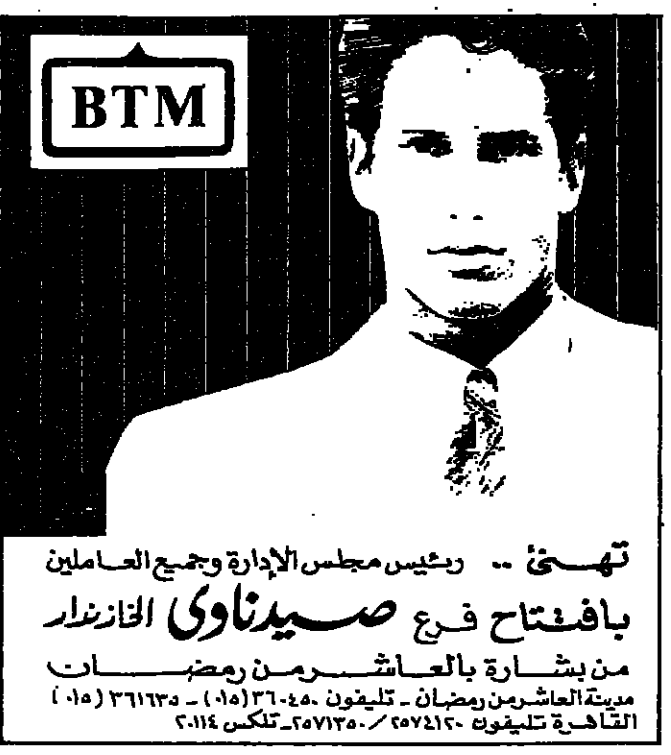 BTM
تهنئ .. رئيس مجلس الإدارة وجميع العاملين
بافتتاح فرع صيدناوى الخازندار
من بشارة بالعاشر من رمضان
مدينة العاشر من رمضان - تليفون ٣٦٠٤٥٠ (٠١٥) - ٣٦١٦٣٥ (٠١٥)
القاهرة تليفون ٢٥٧٤١٢٠ / ٢٥٧١٣٥٠ - تلكس ٢٠١١٤